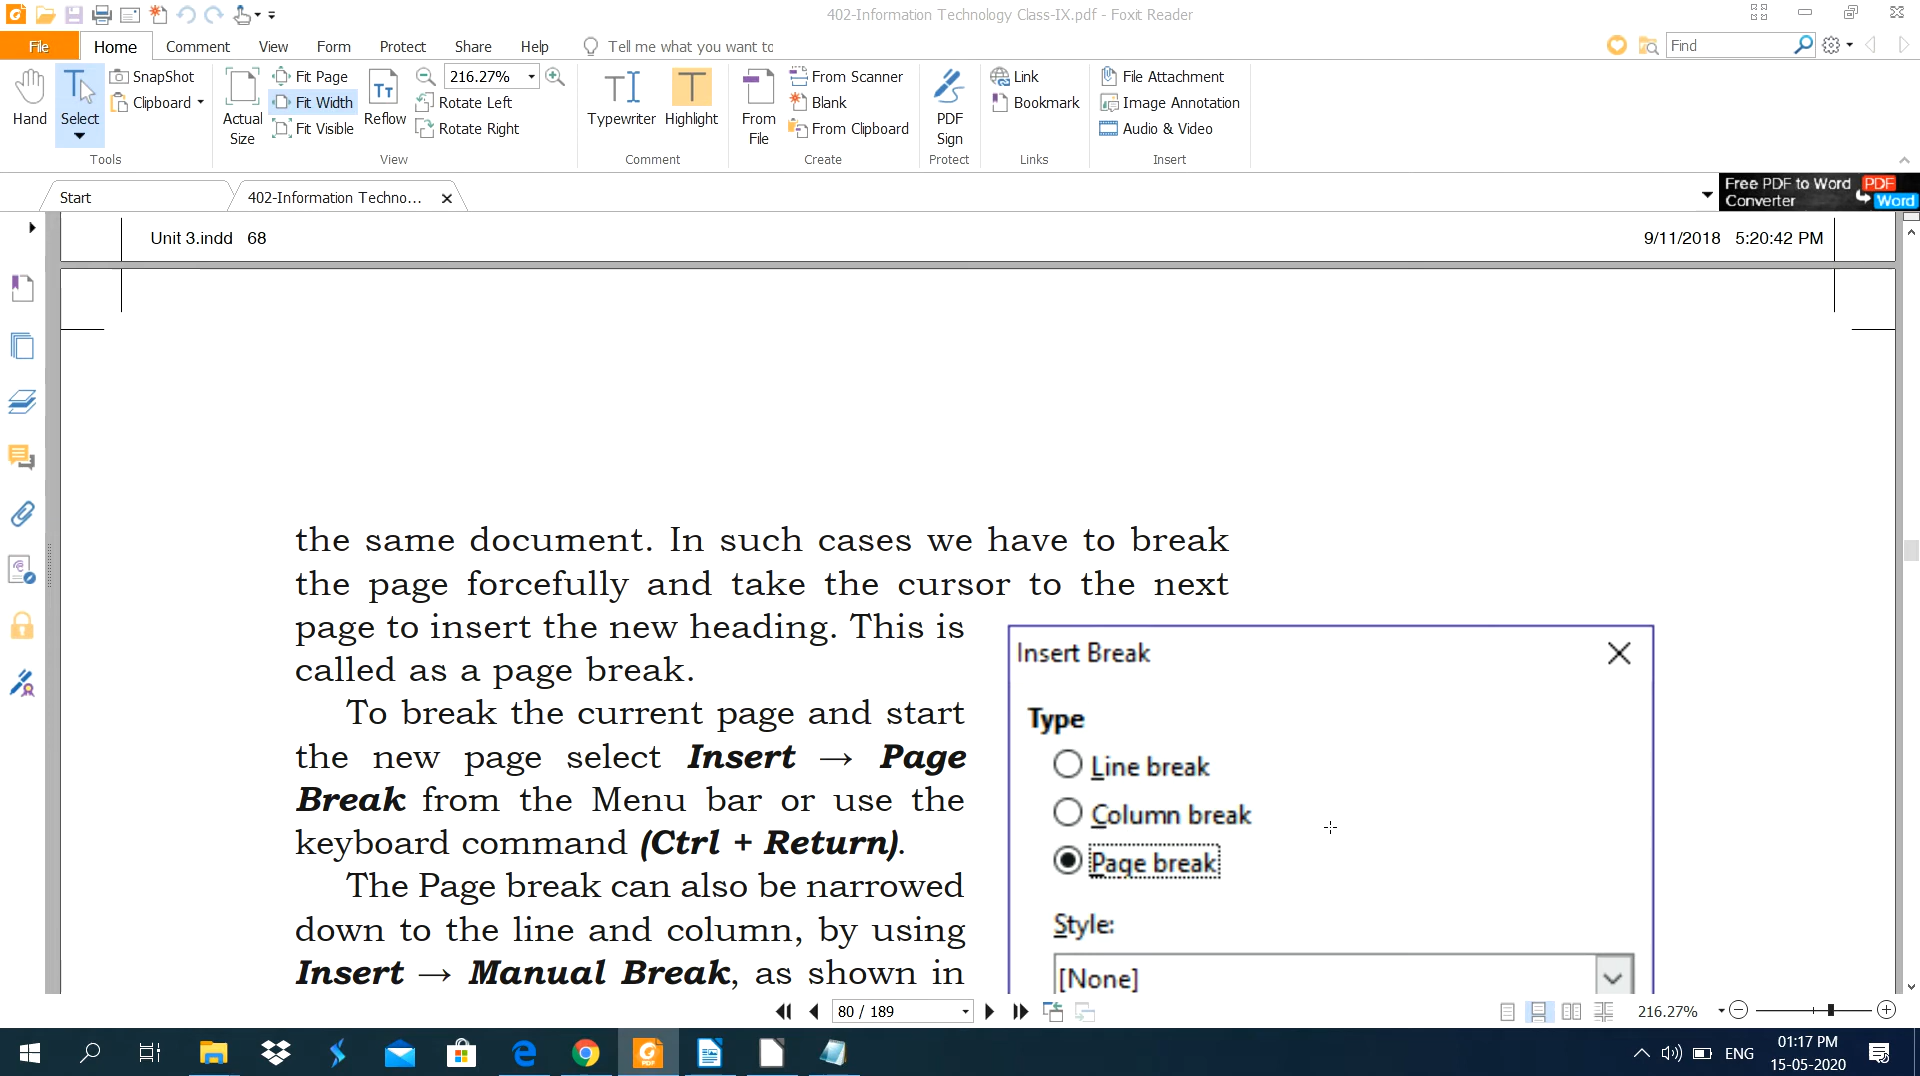 402-Information Technology Class-IX.pdf - Foxit Reader
File Home Comment View Form Protect Share Help Tell me what you want to Find
Hand Select SnapShot Clipboard Actual Size Fit Page Fit Width Fit Visible Reflow 216.27% Rotate Left Rotate Right Typewriter Highlight From File From Scanner Blank From Clipboard PDF Sign Link Bookmark File Attachment Image Annotation Audio & Video
Tools View Comment Create Protect Links Insert
Start 402-Information Techno... Free PDF to Word Converter PDF Word
Unit 3.indd 68 9/11/2018 5:20:42 PM
the same document. In such cases we have to break
the page forcefully and take the cursor to the next
page to insert the new heading. This is
called as a page break.
To break the current page and start
the new page select Insert → Page
Break from the Menu bar or use the
keyboard command (Ctrl + Return).
The Page break can also be narrowed
down to the line and column, by using
Insert → Manual Break, as shown in
Insert Break
Type
Line break
Column break
Page break
Style:
[None]
80 / 189 216.27%
ENG 01:17 PM
15-05-2020